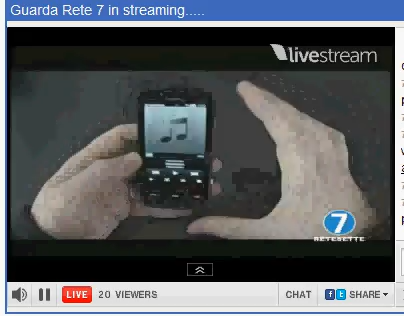 Guarda Rete 7 in streaming.....
livestream
7
RETESETTE
LIVE 20 VIEWERS CHAT f t SHARE